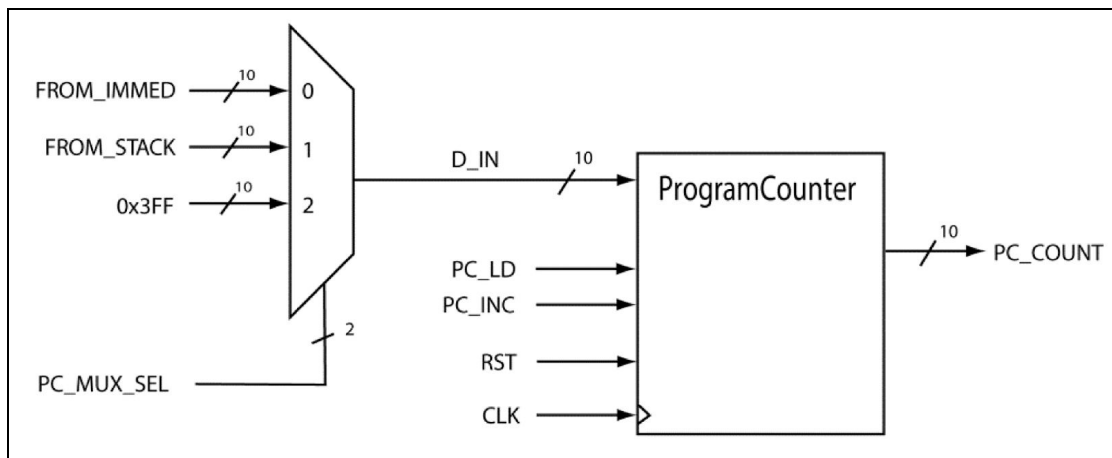 FROM_IMMED
10
0
FROM_STACK
10
1
0x3FF
10
2
PC_MUX_SEL
2
D_IN
10
ProgramCounter
PC_LD
PC_INC
RST
CLK
10
PC_COUNT